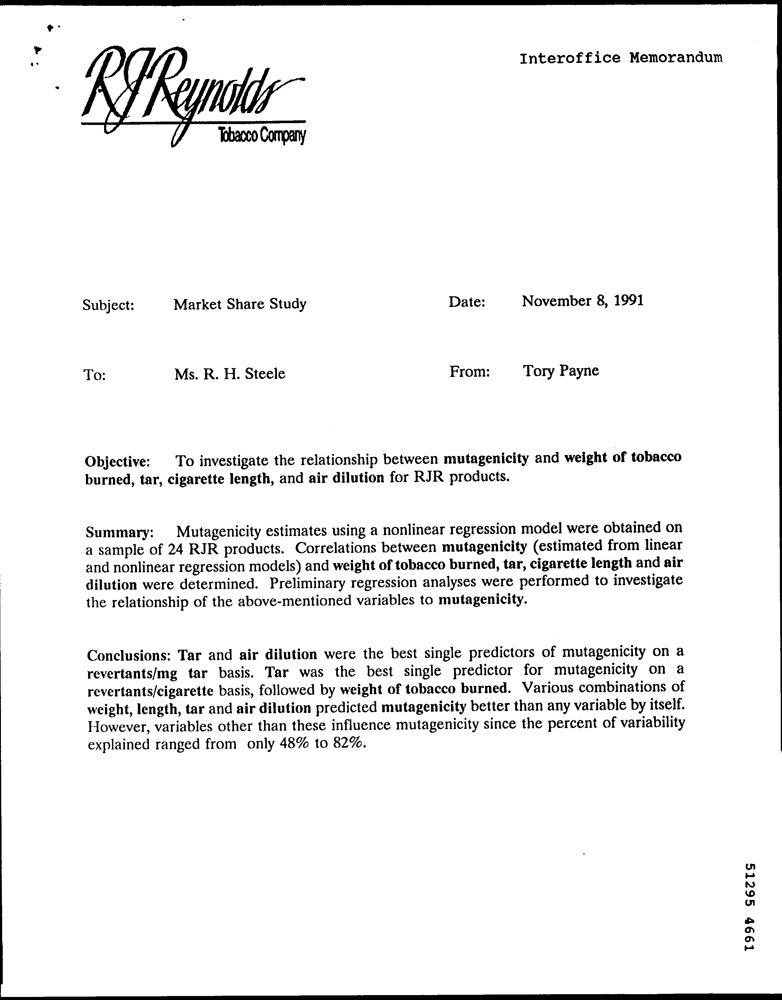 Interoffice Memorandum
RJReynolds
Tobacco Company
Subject: Market Share Study Date: November 8, 1991
To: Ms. R. H. Steele From: Tory Payne
Objective: To investigate the relationship between mutagenicity and weight of tobacco
burned, tar, cigarette length, and air dilution for RJR products.
Summary: Mutagenicity estimates using a nonlinear regression model were obtained on
a sample of 24 RJR products. Correlations between mutagenicity (estimated from linear
and nonlinear regression models) and weight of tobacco burned, tar, cigarette length and air
dilution were determined. Preliminary regression analyses were performed to investigate
the relationship of the above-mentioned variables to mutagenicity.
Conclusions: Tar and air dilution were the best single predictors of mutagenicity on a
revertants/mg tar basis. Tar was the best single predictor for mutagenicity on a
revertants/cigarette basis, followed by weight of tobacco burned. Various combinations of
weight, length, tar and air dilution predicted mutagenicity better than any variable by itself.
However, variables other than these influence mutagenicity since the percent of variability
explained ranged from only 48% to 82%.
51295 4661